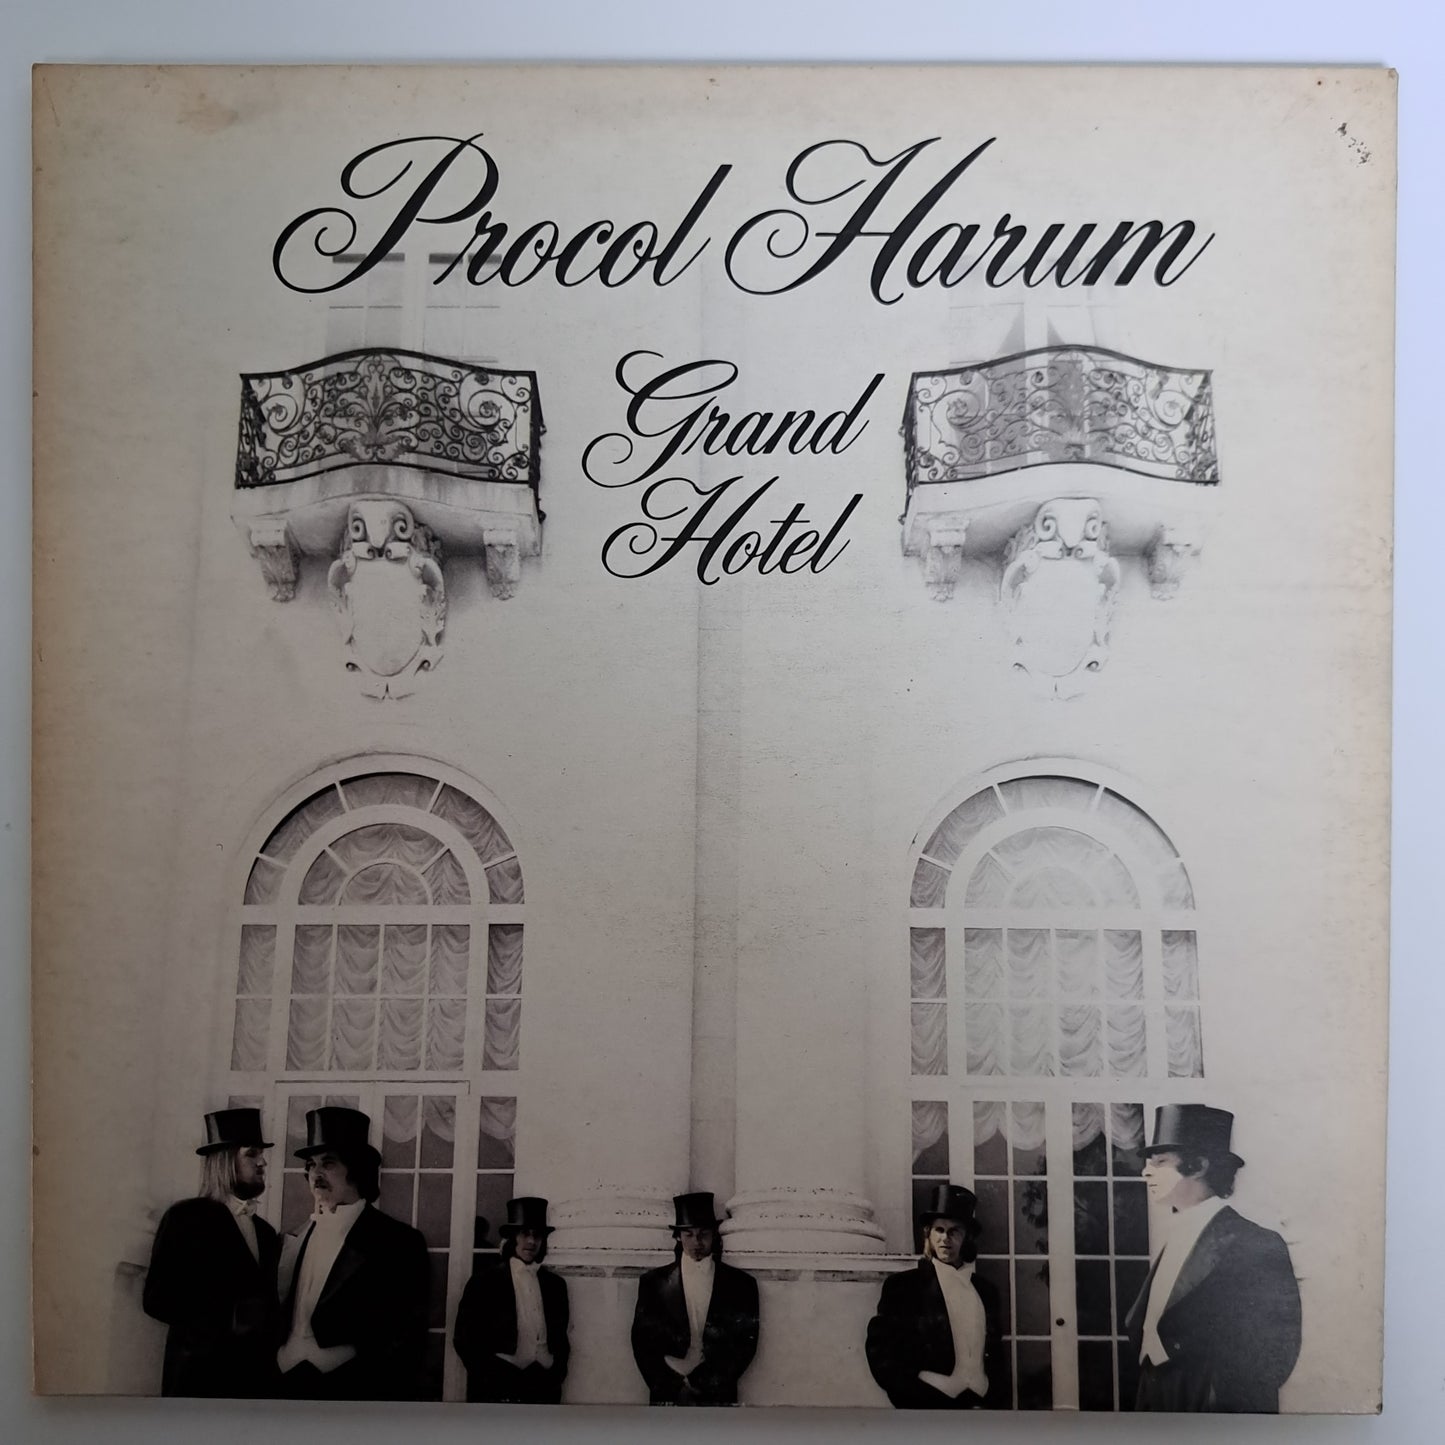 Procol Harum
Grand
Hotel